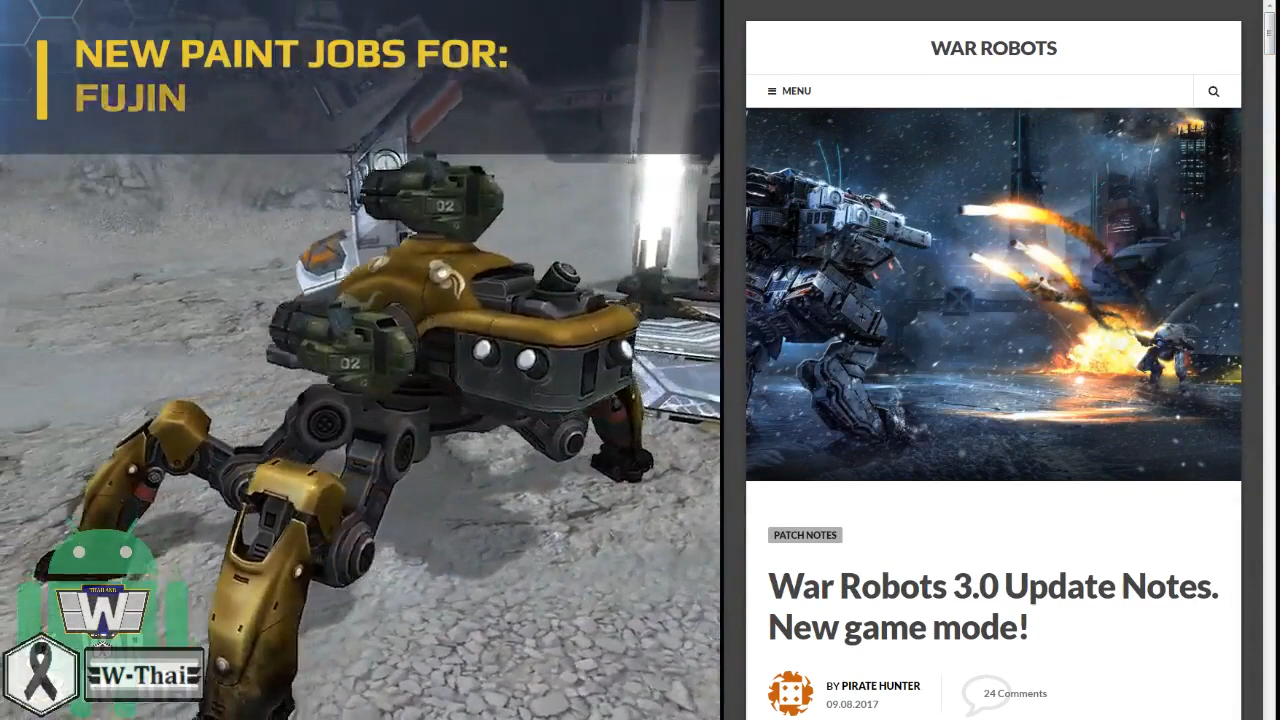 NEW PAINT JOBS FOR:
FUJIN
02
02
THAILAND
W
W-Thai
WAR ROBOTS
MENU
PATCH NOTES
War Robots 3.0 Update Notes.
New game mode!
BY PIRATE HUNTER
09.08.2017
24 Comments